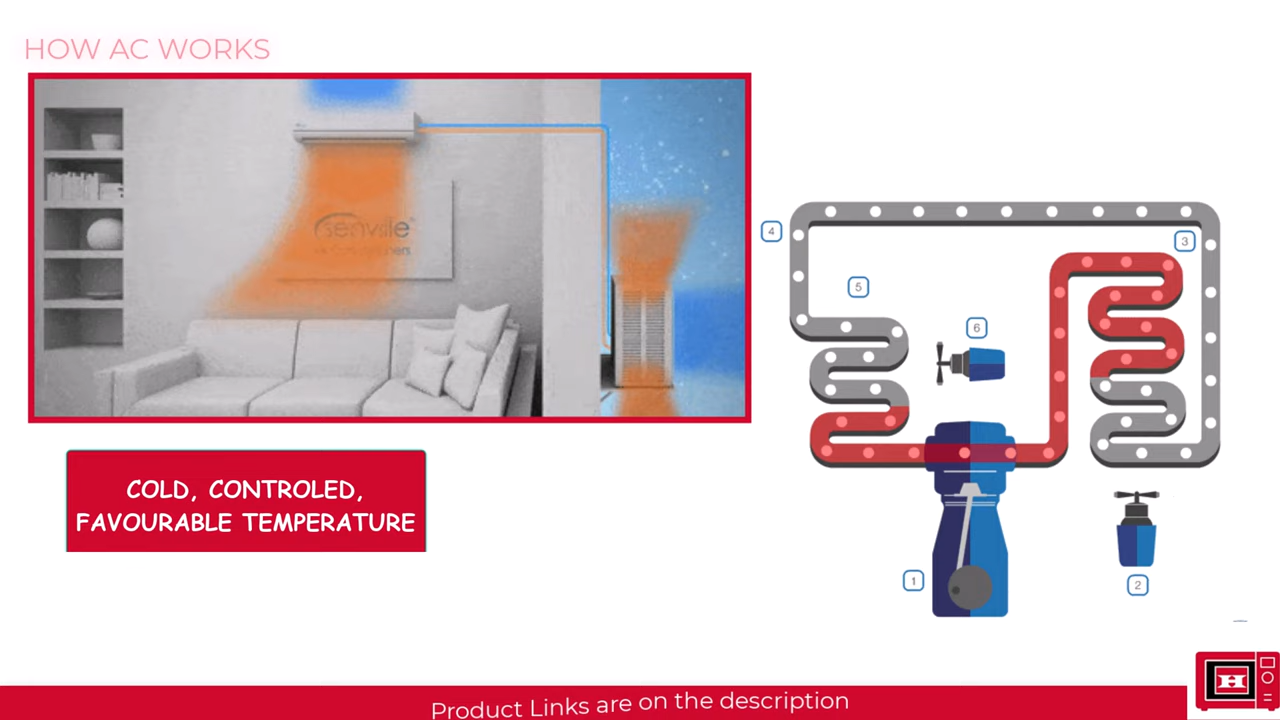 HOW AC WORKS
senville
COLD, CONTROLED,
FAVOURABLE TEMPERATURE
4
3
5
6
1
2
H
Product Links are on the description